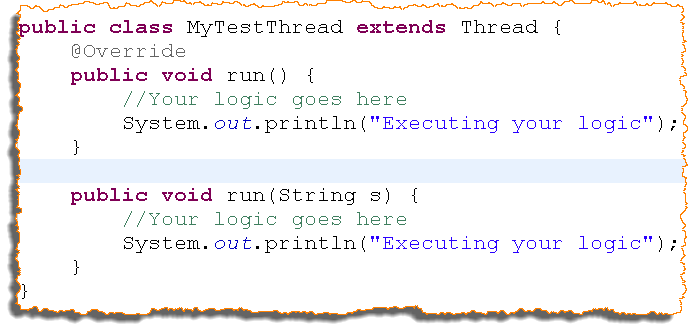 public class MyTestThread extends Thread {
    @Override
    public void run() {
        //Your logic goes here
        System.out.println("Executing your logic");
    }

    public void run(String s) {
        //Your logic goes here
        System.out.println("Executing your logic");
    }
}